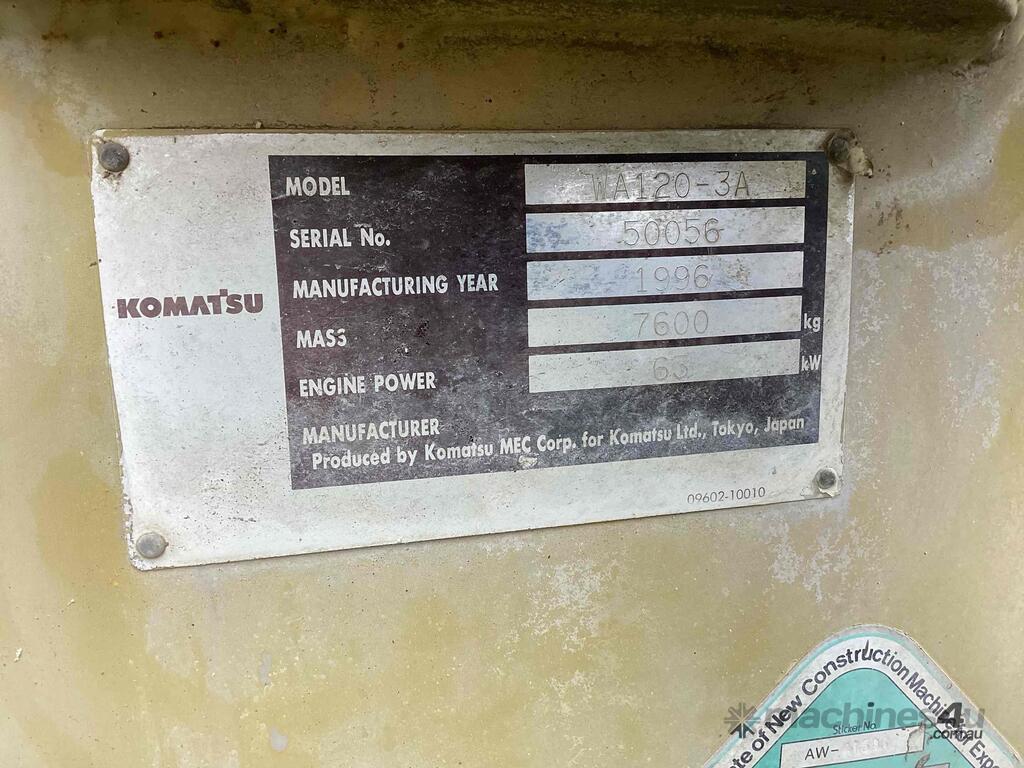 KOMATSU
MODEL WA120-3A
SERIAL No. 50056
MANUFACTURING YEAR 1996
MAS3 7600 kg
ENGINE POWER 63 kW
MANUFACTURER
Produced by Komatsu MEC Corp. for Komatsu Ltd., Tokyo, Japan
09602-10010
of New Construction Machin
Sticker No.
AW-
machines4u
.com.au